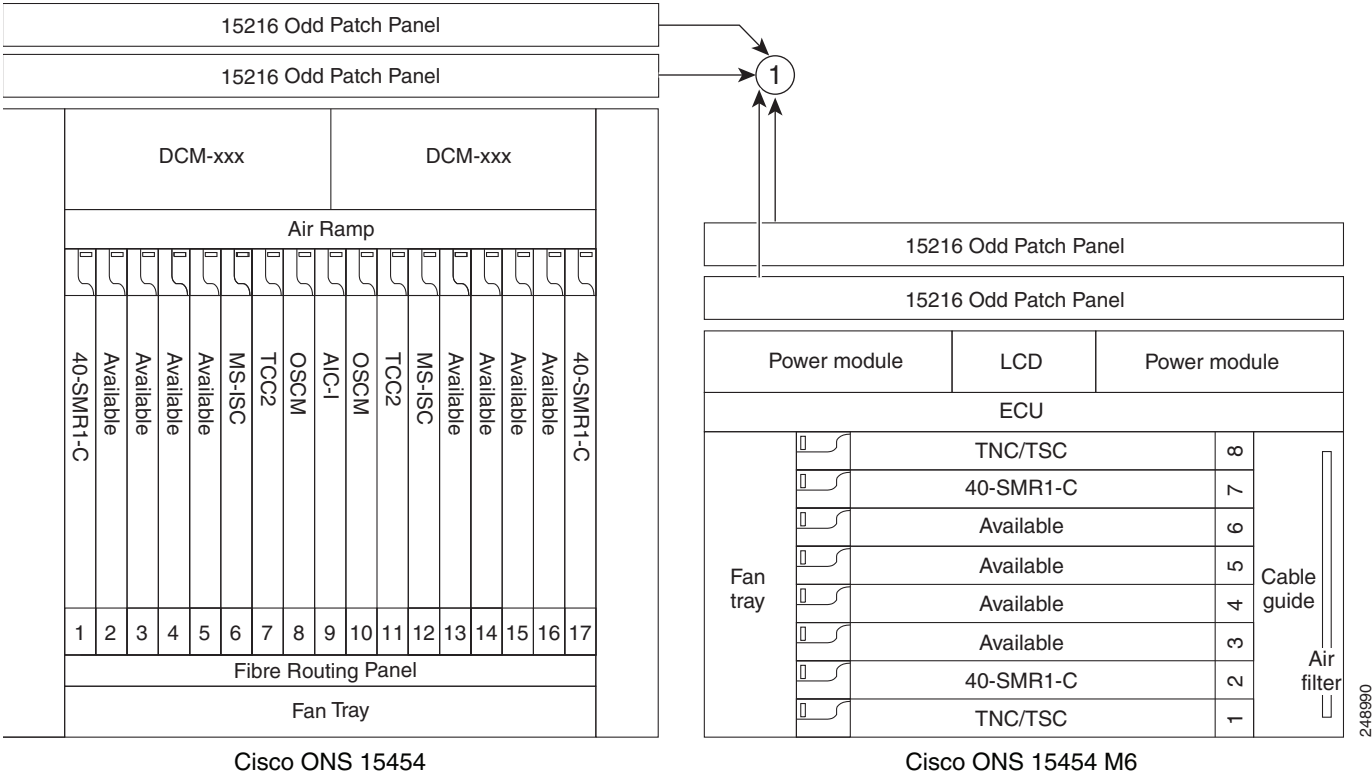 15216 Odd Patch Panel
15216 Odd Patch Panel
1
DCM-xxx
DCM-xxx
Air Ramp
40-SMR1-C
Available
Available
Available
Available
MS-ISC
TCC2
OSCM
AIC-I
OSCM
TCC2
MS-ISC
Available
Available
Available
Available
40-SMR1-C
1 2 3 4 5 6 7 8 9 10 11 12 13 14 15 16 17
Fibre Routing Panel
Fan Tray
Cisco ONS 15454
15216 Odd Patch Panel
15216 Odd Patch Panel
Power module
LCD
Power module
ECU
Fan
tray
TNC/TSC 8
40-SMR1-C 7
Available 6
Available 5
Available 4
Available 3
40-SMR1-C 2
TNC/TSC 1
Cable
guide
Air
filter
Cisco ONS 15454 M6
248990